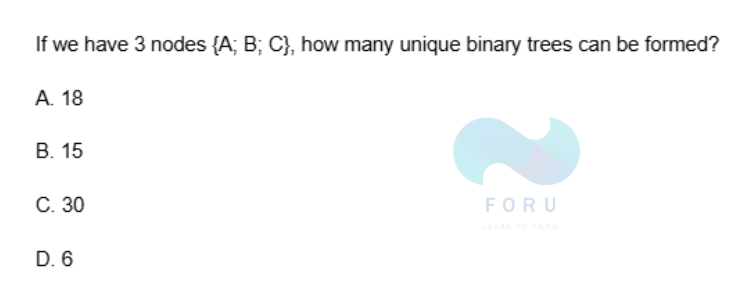 If we have 3 nodes {A; B; C}, how many unique binary trees can be formed?
A. 18
B. 15
C. 30
FOR U
LEARN TO KNOW
D. 6